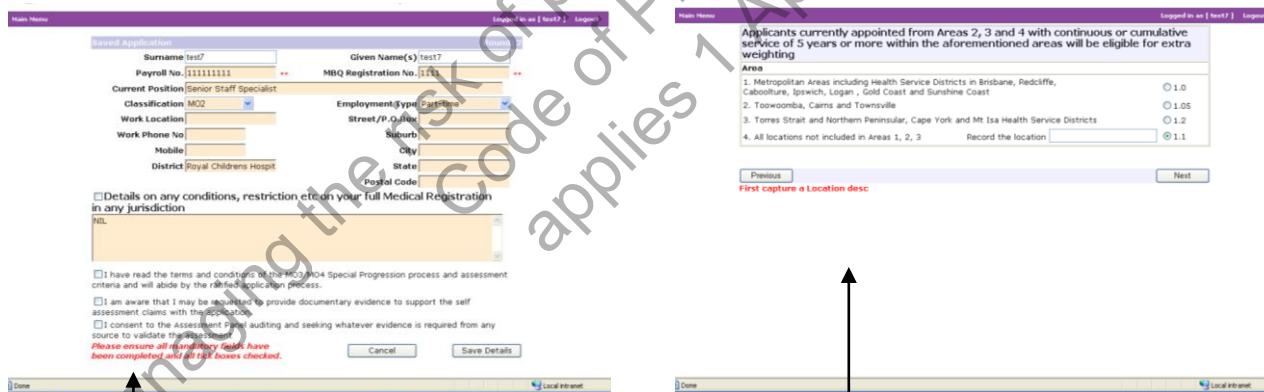 Main Menu
Logged in as [ test7 ] Logout
Saved Application
Surname test7 Given Name(s) test7
Payroll No. 111111111 ** MBQ Registration No. 1111 **
Current Position Senior Staff Specialist
Classification MO2 Employment Type Part-time
Work Location Street/P.O.Box
Work Phone No Suburb
Mobile City
District Royal Childrens Hospit State
Postal Code
Details on any conditions, restriction etc on your full Medical Registration
in any jurisdiction
NIL
I have read the terms and conditions of the MO3/MO4 Special Progression process and assessment
criteria and will abide by the ratified application process.
I am aware that I may be requested to provide documentary evidence to support the self
assessment claims with the application.
I consent to the Assessment Panel auditing and seeking whatever evidence is required from any
source to validate the assessment
Please ensure all mandatory fields have
been completed and all tick boxes checked.
Cancel Save Details
Done Local intranet
Main Menu
Logged in as [ test7 ] Logout
Applicants currently appointed from Areas 2, 3 and 4 with continuous or cumulative
service of 5 years or more within the aforementioned areas will be eligible for extra
weighting
Area
1. Metropolitan Areas including Health Service Districts in Brisbane, Redcliffe,
Caboolture, Ipswich, Logan , Gold Coast and Sunshine Coast 1.0
2. Toowoomba, Cairns and Townsville 1.05
3. Torres Strait and Northern Peninsular, Cape York and Mt Isa Health Service Districts 1.2
4. All locations not included in Areas 1, 2, 3 Record the location 1.1
Previous Next
First capture a Location desc
Done Local intranet
anaging the risk of
Code of P
applies 1 Ap